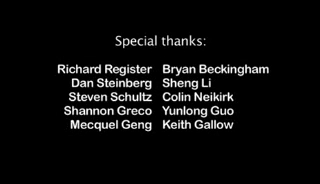 Special thanks:
Richard Register Bryan Beckingham
Dan Steinberg Sheng Li
Steven Schultz Colin Neikirk
Shannon Greco Yunlong Guo
Mecquel Geng Keith Gallow